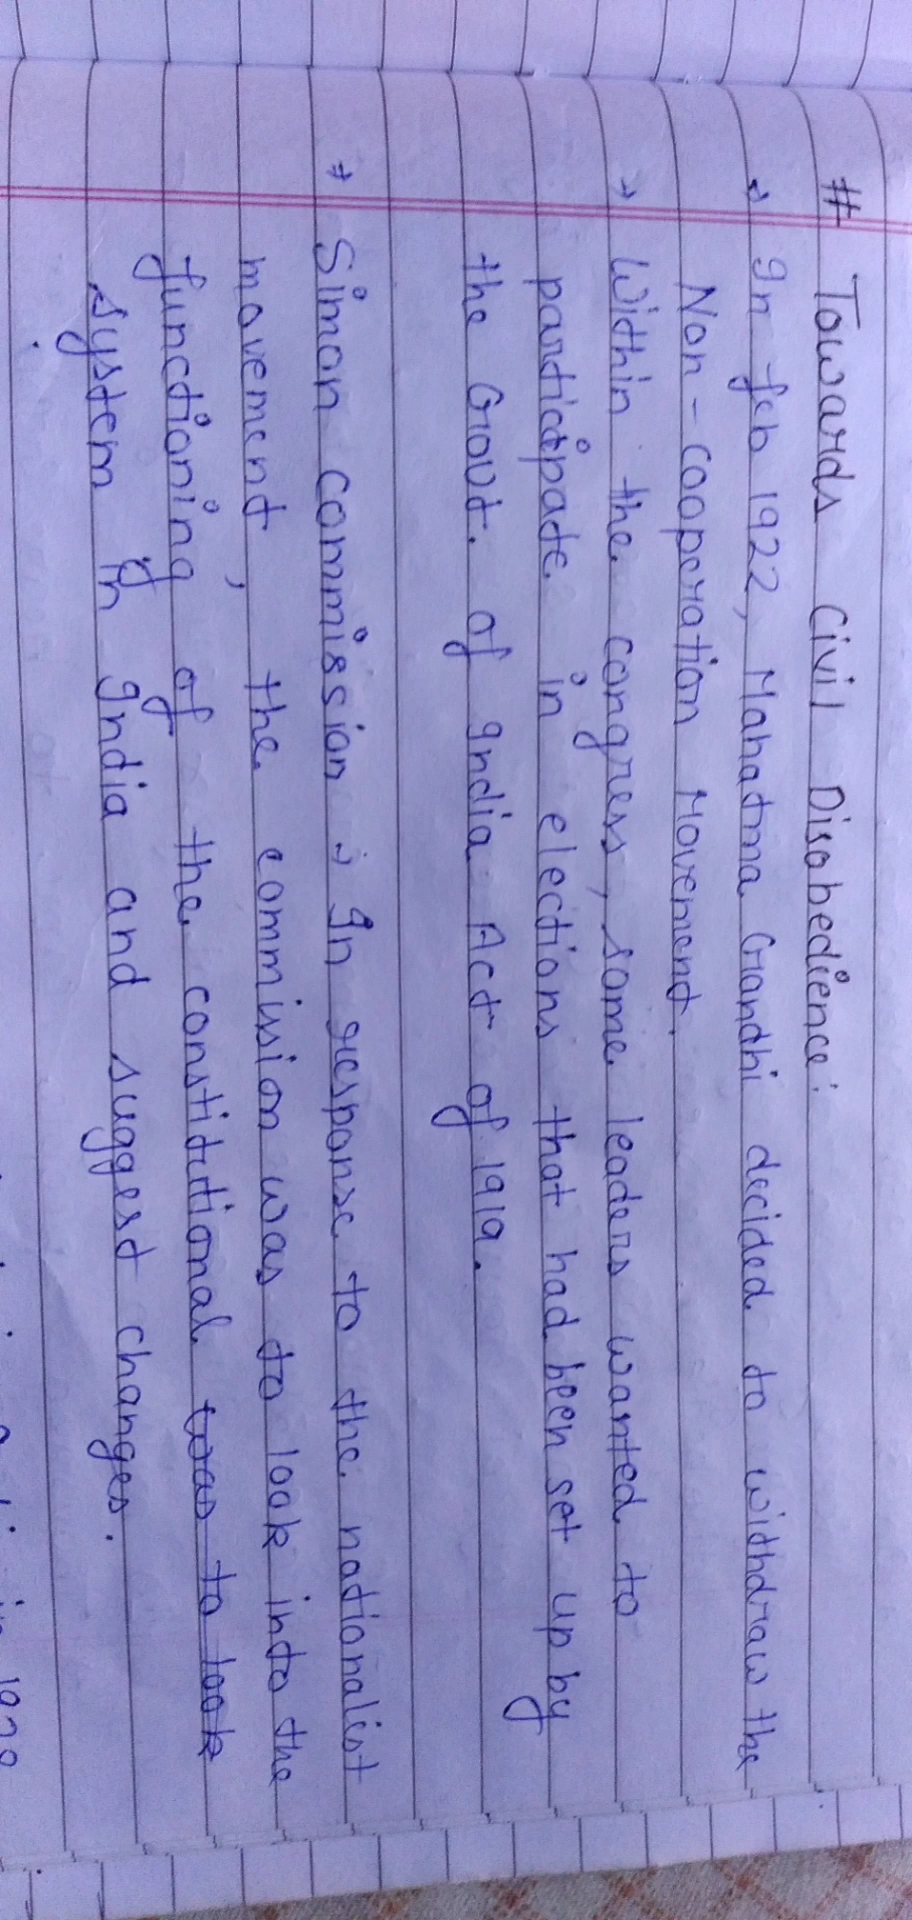 # Towards Civil Disobedience:
→ In feb 1922, Mahatma Gandhi decided to withdraw the
Non-cooperation Movement.
→ Within the congress, some leaders wanted to
participate in elections that had been set up by
the Govt. of India Act of 1919.
→ Simon commission → In response to the nationalist
movement, the commission was to look into the
functioning of the constitutional was to look
system in India and suggest changes.